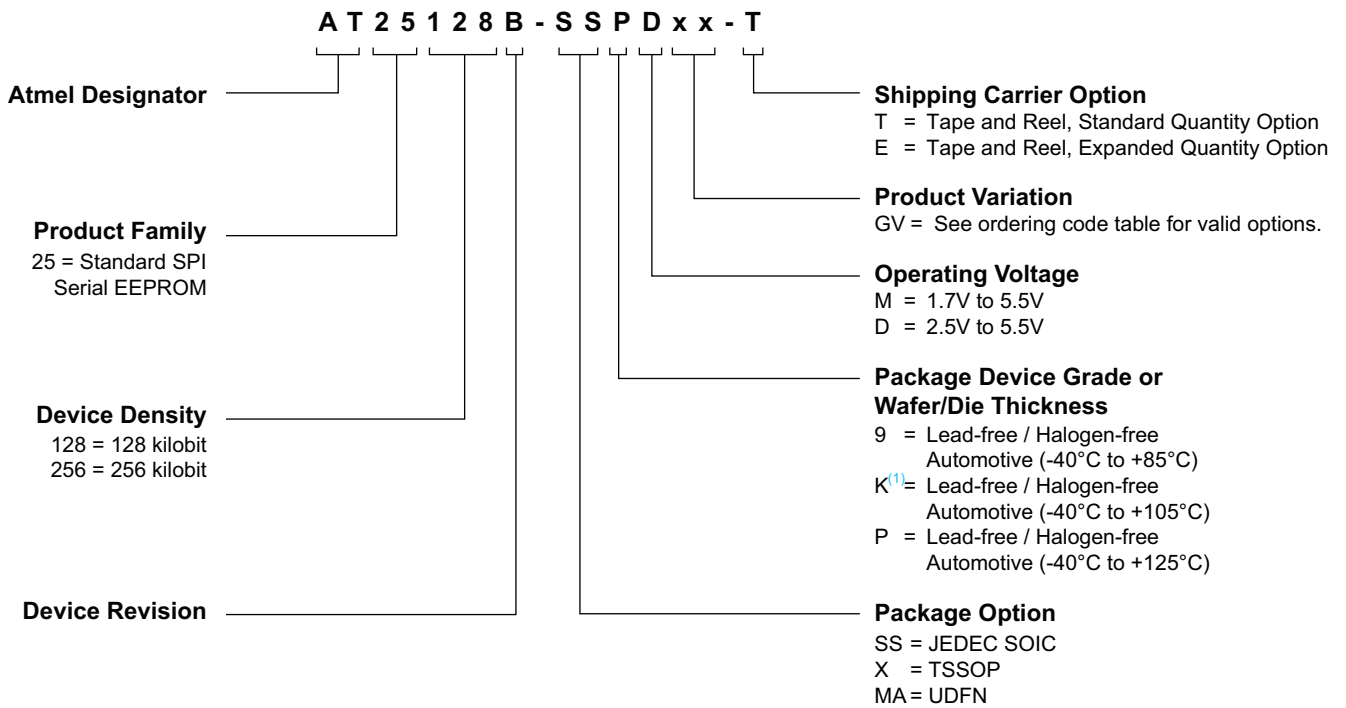 A T 2 5 1 2 8 B - S S P D x x - T
Atmel Designator
Product Family
25 = Standard SPI
Serial EEPROM
Device Density
128 = 128 kilobit
256 = 256 kilobit
Device Revision
Shipping Carrier Option
T = Tape and Reel, Standard Quantity Option
E = Tape and Reel, Expanded Quantity Option
Product Variation
GV = See ordering code table for valid options.
Operating Voltage
M = 1.7V to 5.5V
D = 2.5V to 5.5V
Package Device Grade or
Wafer/Die Thickness
9 = Lead-free / Halogen-free
Automotive (-40°C to +85°C)
K(1)= Lead-free / Halogen-free
Automotive (-40°C to +105°C)
P = Lead-free / Halogen-free
Automotive (-40°C to +125°C)
Package Option
SS = JEDEC SOIC
X = TSSOP
MA = UDFN